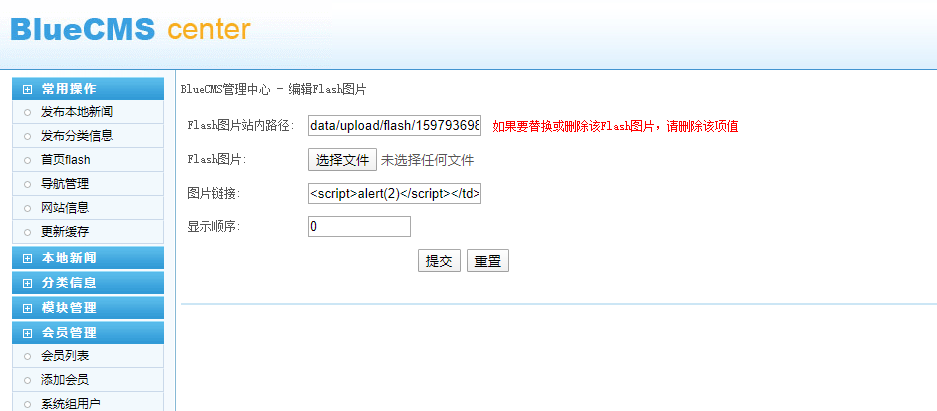 BlueCMS center
常用操作
发布本地新闻
发布分类信息
首页flash
导航管理
网站信息
更新缓存
本地新闻
分类信息
模块管理
会员管理
会员列表
添加会员
系统组用户
BlueCMS管理中心 - 编辑Flash图片
Flash图片站内路径: data/upload/flash/159793698 如果要替换或删除该Flash图片，请删除该项值
Flash图片: 选择文件 未选择任何文件
图片链接: <script>alert(2)</script></td>
显示顺序: 0
提交 重置